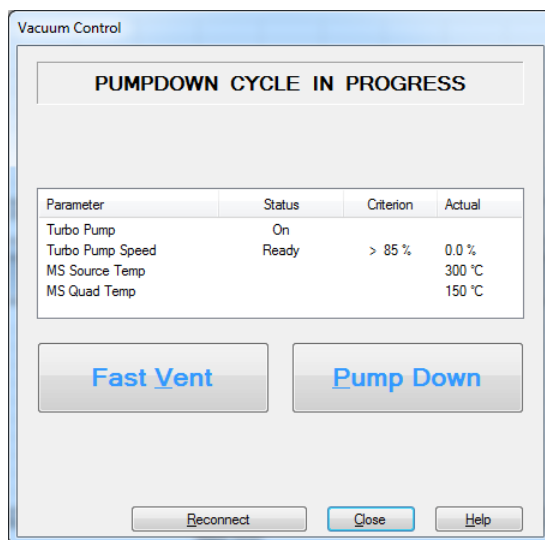 Vacuum Control
PUMPDOWN CYCLE IN PROGRESS
Parameter Status Criterion Actual
Turbo Pump On
Turbo Pump Speed Ready > 85 % 0.0 %
MS Source Temp 300 °C
MS Quad Temp 150 °C
Fast Vent Pump Down
Reconnect Close Help